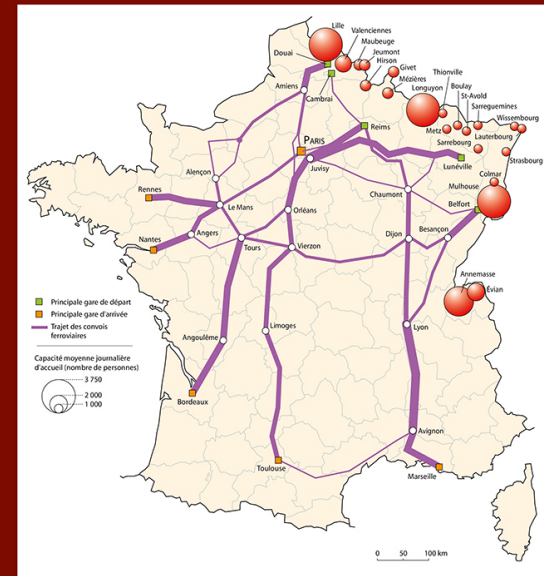 Lille
Valenciennes
Maubeuge
Jeumont
Hirson
Givet
Mézières
Douai
Amiens
Cambrai
Thionville
Longuyon
Boulay
St-Avold
Sarreguemines
Wissembourg
Metz
Lauterbourg
Sarrebourg
Strasbourg
Reims
PARIS
Juvisy
Lunéville
Colmar
Mulhouse
Belfort
Alençon
Rennes
Le Mans
Chaumont
Orléans
Nantes
Angers
Tours
Vierzon
Dijon
Besançon
Annemasse
Évian
Principale gare de départ
Principale gare d'arrivée
Trajet des convois
ferroviaires
Capacité moyenne journalière
d'accueil (nombre de personnes)
3 750
2 000
1 000
Limoges
Lyon
Angoulême
Bordeaux
Avignon
Toulouse
Marseille
0 50 100 km